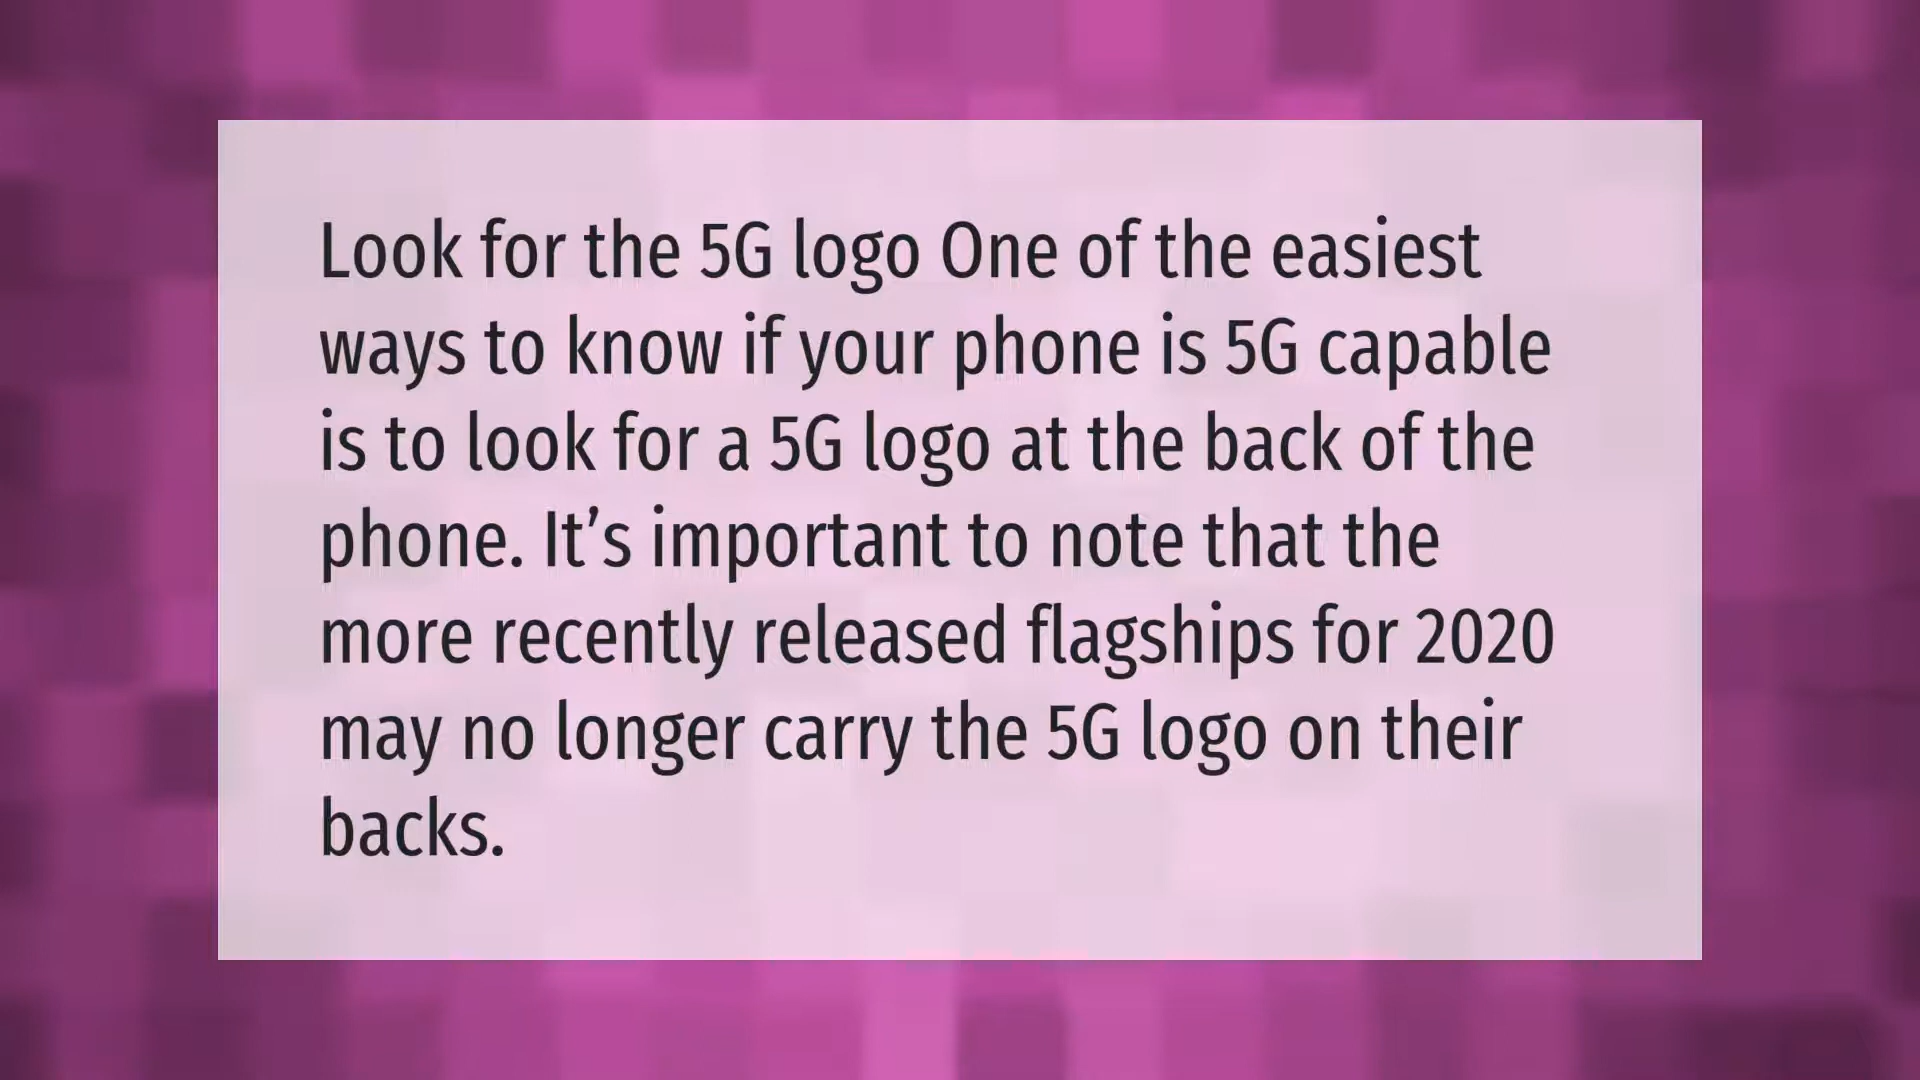 Look for the 5G logo One of the easiest
ways to know if your phone is 5G capable
is to look for a 5G logo at the back of the
phone. It’s important to note that the
more recently released flagships for 2020
may no longer carry the 5G logo on their
backs.